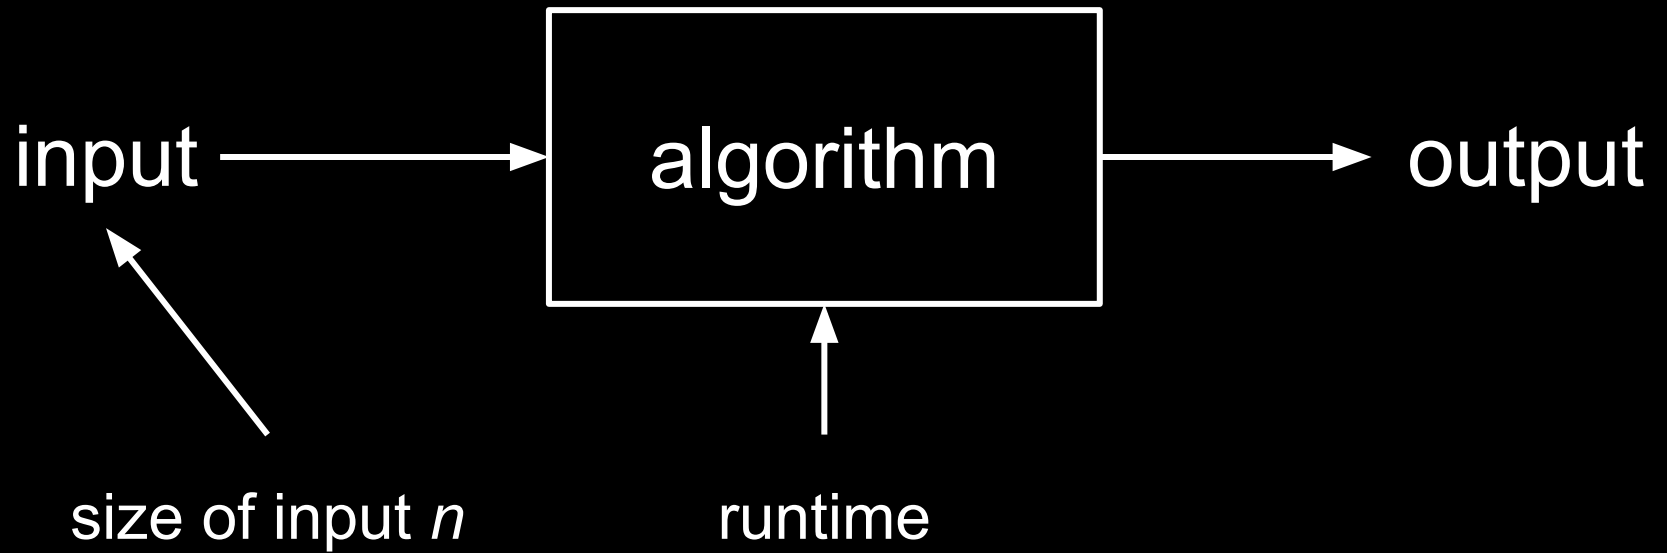 input
algorithm
output
size of input n
runtime